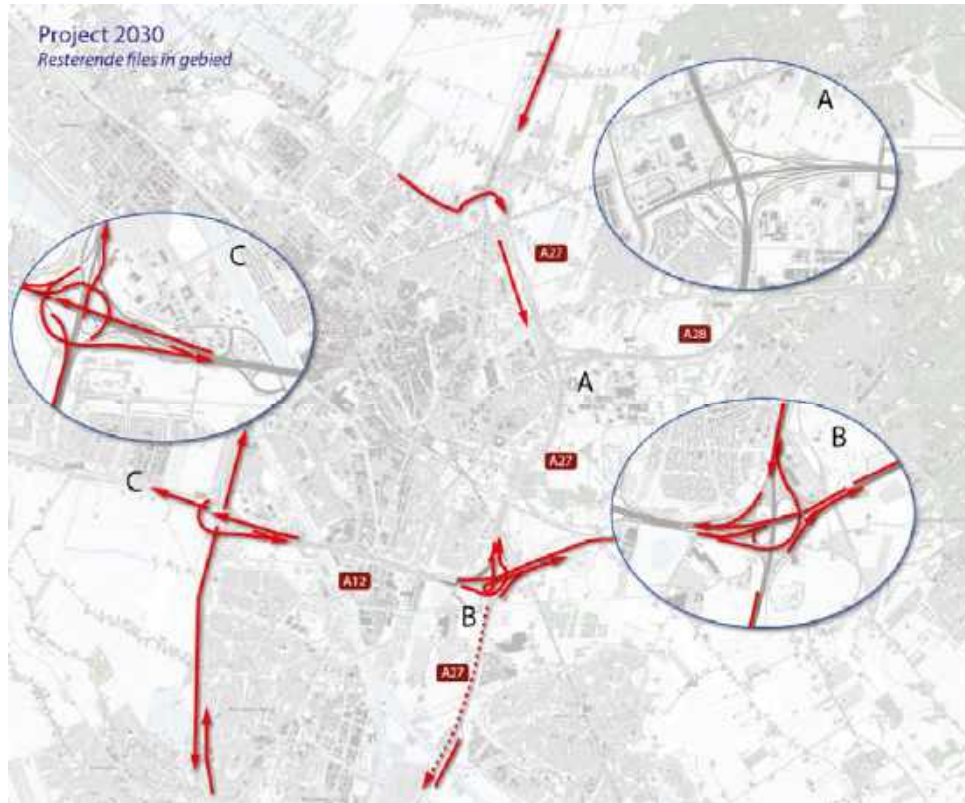 Project 2030
Resterende files in gebied
A
A27
C
A28
A
B
A27
C
A12
B
A27